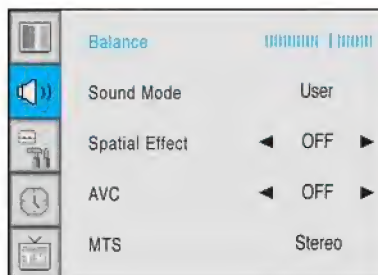 Balance
Sound Mode User
Spatial Effect OFF
AVC OFF
MTS Stereo